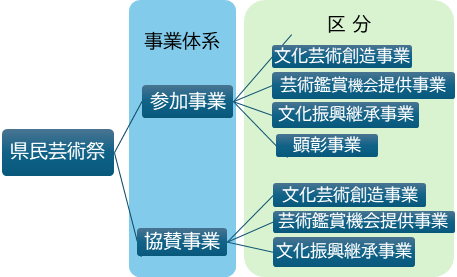 事業体系
区 分
県民芸術祭
参加事業
文化芸術創造事業
芸術鑑賞機会提供事業
文化振興継承事業
顕彰事業
協賛事業
文化芸術創造事業
芸術鑑賞機会提供事業
文化振興継承事業